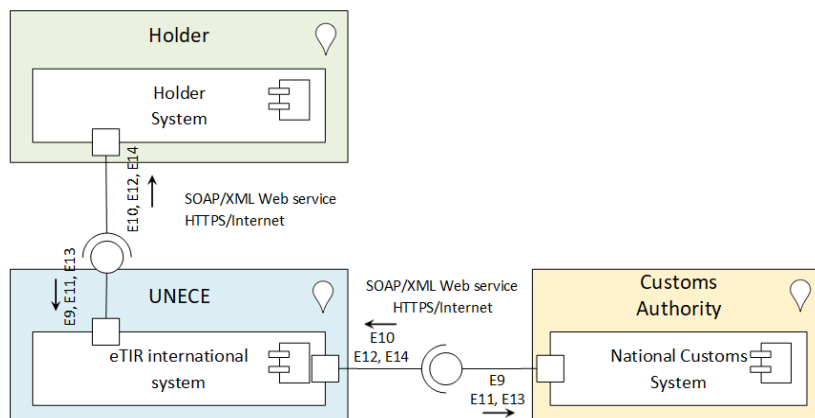 Holder
Holder
System
E10, E12, E14
SOAP/XML Web service
HTTPS/Internet
E9, E11, E13
UNECE
eTIR international
system
SOAP/XML Web service
HTTPS/Internet
E10
E12, E14
E9
E11, E13
Customs
Authority
National Customs
System